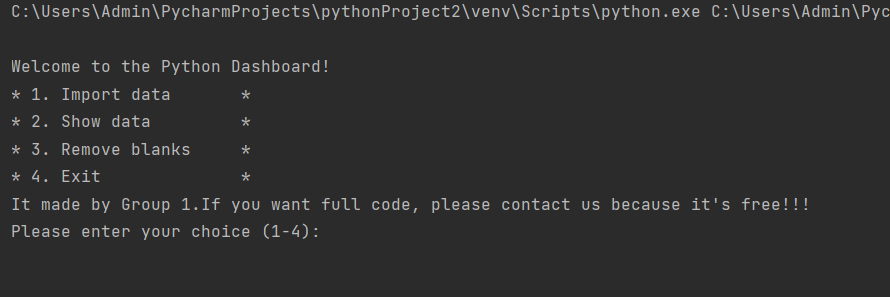 C:\Users\Admin\PycharmProjects\pythonProject2\venv\Scripts\python.exe C:\Users\Admin\Pyc
Welcome to the Python Dashboard!
* 1. Import data       *
* 2. Show data         *
* 3. Remove blanks     *
* 4. Exit              *
It made by Group 1.If you want full code, please contact us because it's free!!!
Please enter your choice (1-4):